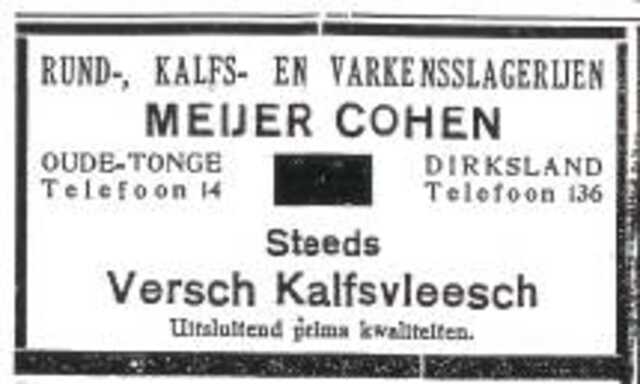 RUND-, KALFS- EN VARKENSSLAGERIJEN
MEIJER COHEN
OUDE-TONGE DIRKSLAND
Telefoon 14 Telefoon 136
Steeds
Versch Kalfsvleesch
Uitsluitend prima kwaliteiten.